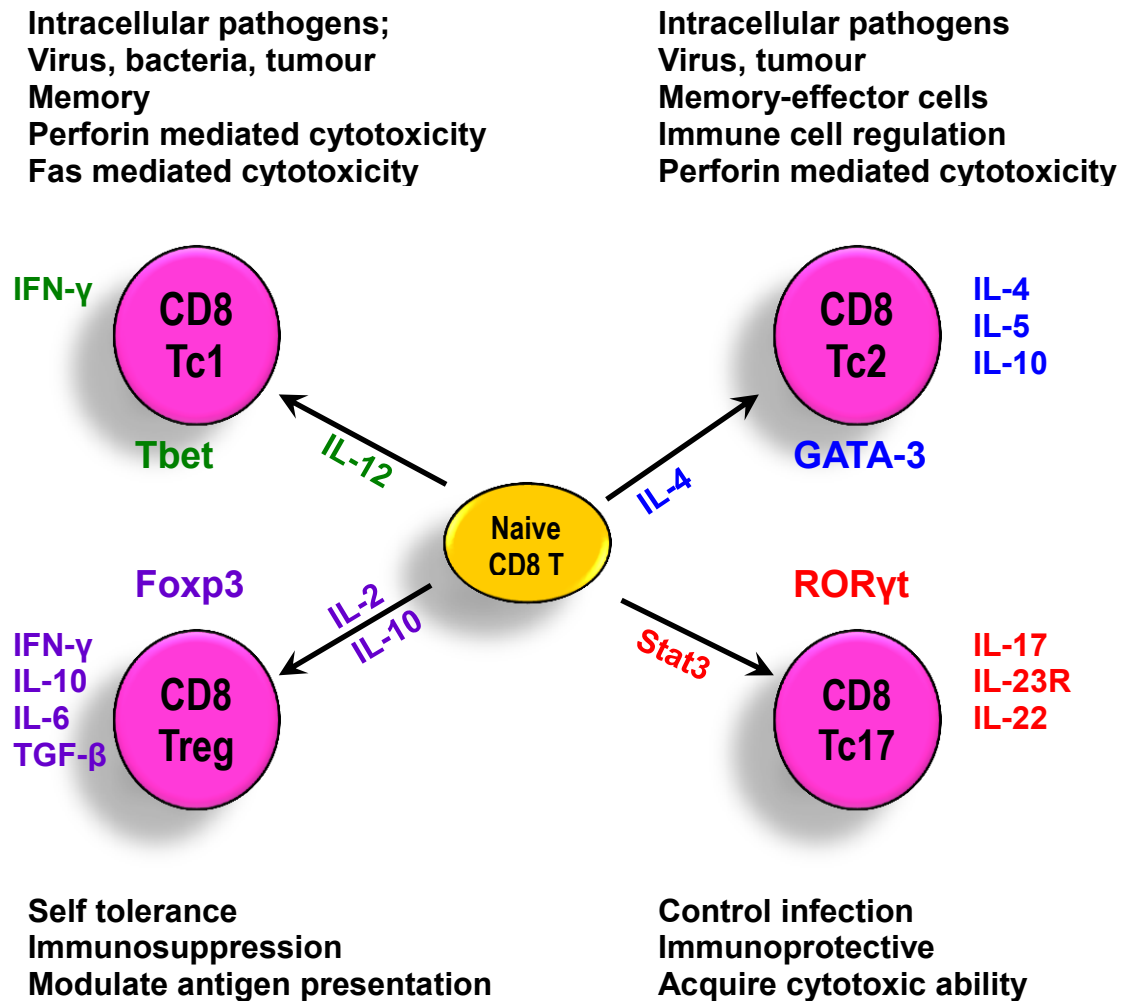 Intracellular pathogens;
Virus, bacteria, tumour
Memory
Perforin mediated cytotoxicity
Fas mediated cytotoxicity
Intracellular pathogens
Virus, tumour
Memory-effector cells
Immune cell regulation
Perforin mediated cytotoxicity
IFN-γ
CD8
Tc1
Tbet
IL-12
CD8
Tc2
IL-4
IL-5
IL-10
GATA-3
IL-4
Naive
CD8 T
Foxp3
IL-2
IL-10
IFN-γ
IL-10
IL-6
TGF-β
CD8
Treg
RORγt
Stat3
CD8
Tc17
IL-17
IL-23R
IL-22
Self tolerance
Immunosuppression
Modulate antigen presentation
Control infection
Immunoprotective
Acquire cytotoxic ability